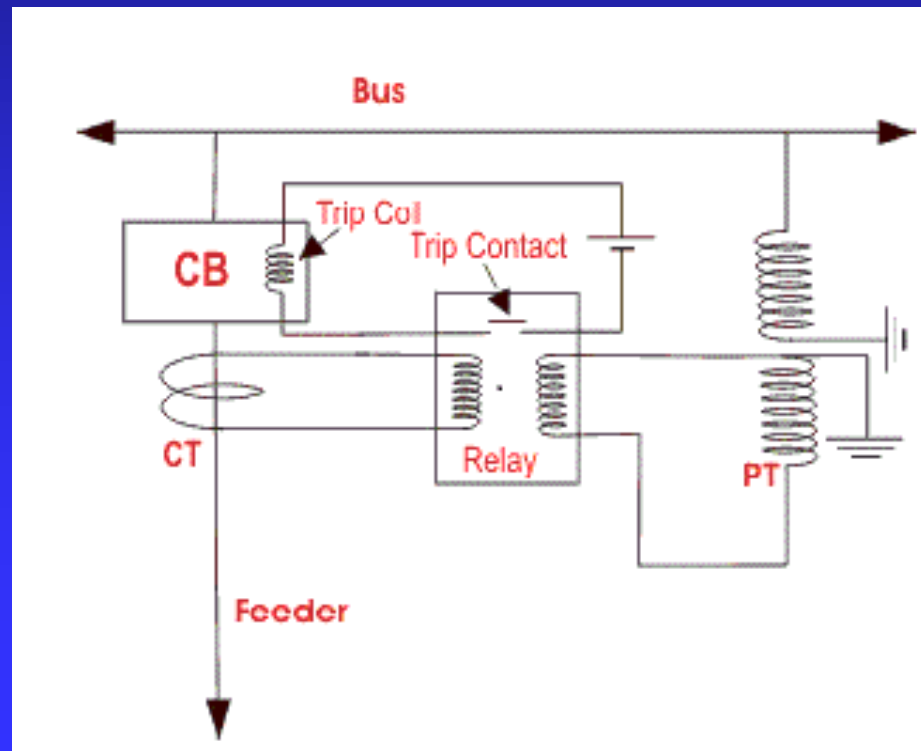 Bus
Trip Coil
CB
Trip Contact
CT
Relay
PT
Feeder